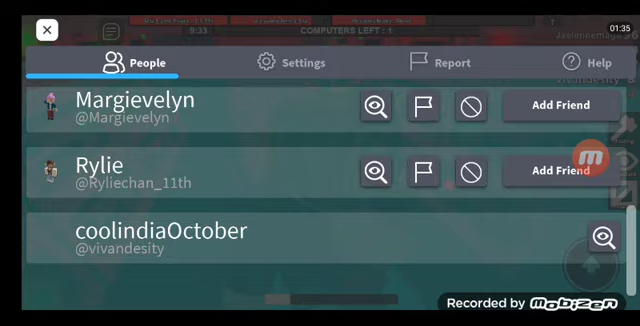 9:33
COMPUTERS LEFT : 1
01:35
People
Settings
Report
Help
Margievelyn
@Margievelyn
Add Friend
Rylie
@Ryliechan_11th
Add Friend
coolindiaOctober
@vivandesity
Recorded by Mobizen